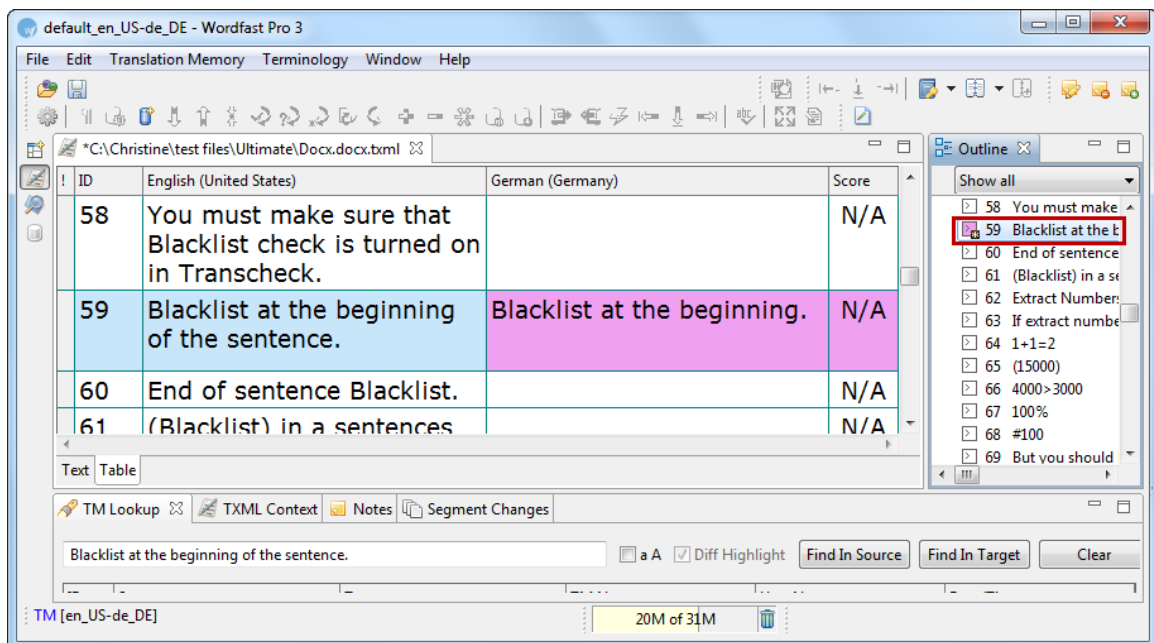 default_en_US-de_DE - Wordfast Pro 3
File Edit Translation Memory Terminology Window Help
*C:\Christine\test files\Ultimate\Docx.docx.txml
! ID English (United States) German (Germany) Score
58 You must make sure that N/A
Blacklist check is turned on
in Transcheck.
59 Blacklist at the beginning Blacklist at the beginning. N/A
of the sentence.
60 End of sentence Blacklist. N/A
61 (Blacklist) in a sentences N/A
Text Table
Outline
Show all
58 You must make
59 Blacklist at the b
60 End of sentence
61 (Blacklist) in a se
62 Extract Number
63 If extract numbe
64 1+1=2
65 (15000)
66 4000>3000
67 100%
68 #100
69 But you should
TM Lookup TXML Context Notes Segment Changes
Blacklist at the beginning of the sentence. a A Diff Highlight Find In Source Find In Target Clear
TM [en_US-de_DE] 20M of 31M